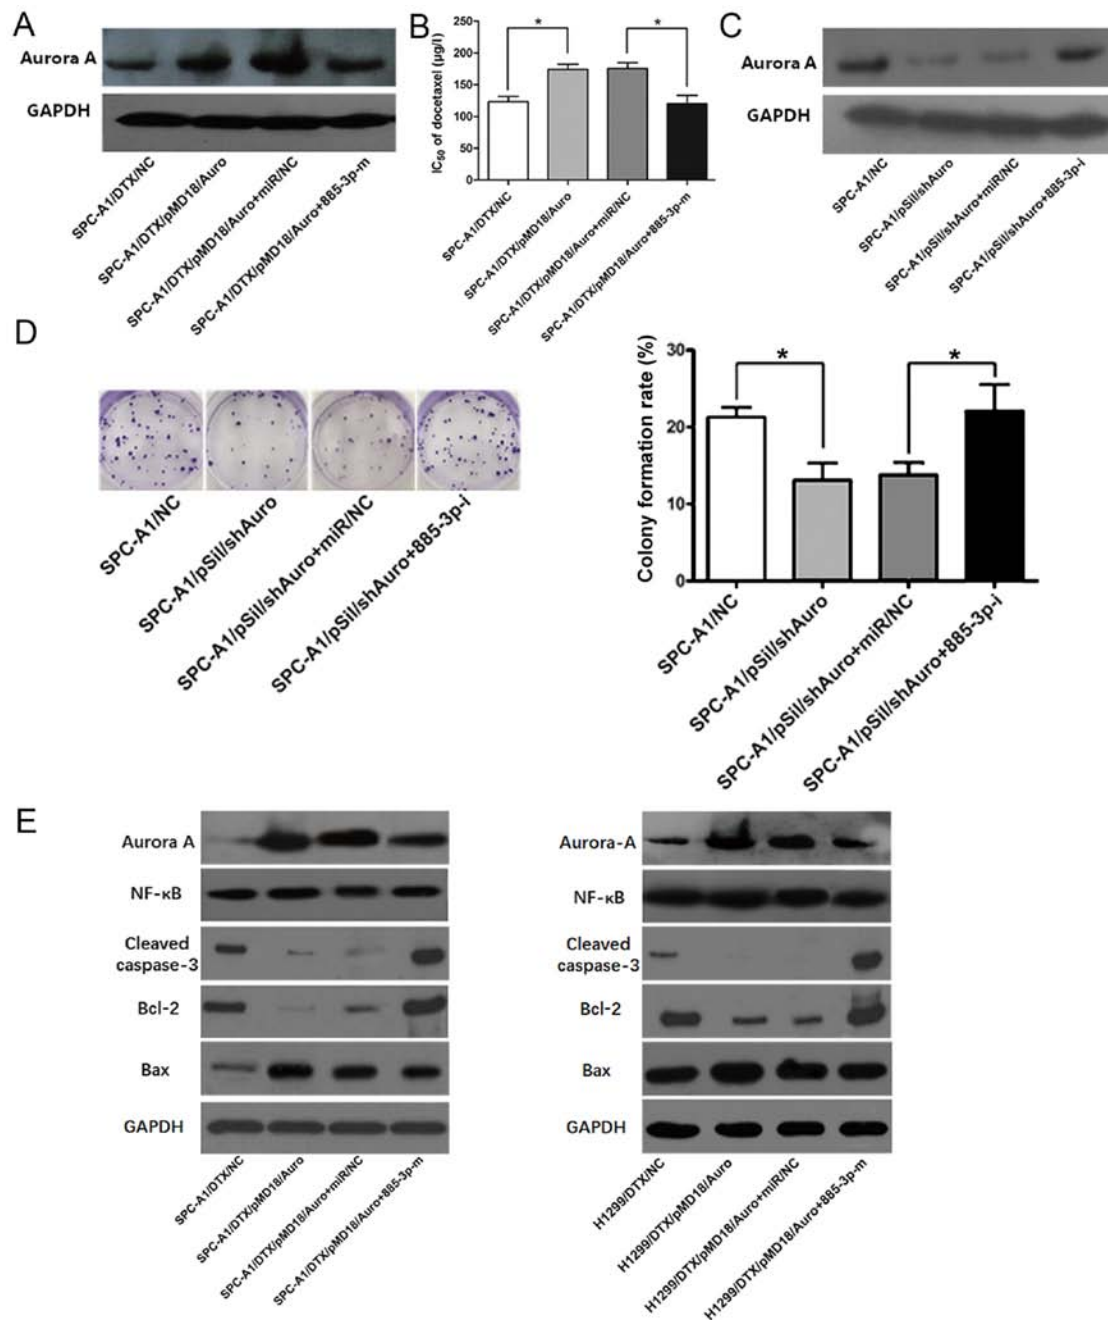 A
Aurora A
GAPDH
SPC-A1/DTX/NC
SPC-A1/DTX/pMD18/Auro
SPC-A1/DTX/pMD18/Auro+miR/NC
SPC-A1/DTX/pMD18/Auro+885-3p-m
B
IC50 of docetaxel (μg/l)
250
200
150
100
50
0
*
*
SPC-A1/DTX/NC
SPC-A1/DTX/pMD18/Auro
SPC-A1/DTX/pMD18/Auro+miR/NC
SPC-A1/DTX/pMD18/Auro+885-3p-m
C
Aurora A
GAPDH
SPC-A1/NC
SPC-A1/pSil/shAuro
SPC-A1/pSil/shAuro+miR/NC
SPC-A1/pSil/shAuro+885-3p-i
D
SPC-A1/NC
SPC-A1/pSil/shAuro
SPC-A1/pSil/shAuro+miR/NC
SPC-A1/pSil/shAuro+885-3p-i
Colony formation rate (%)
30
20
10
0
*
*
SPC-A1/NC
SPC-A1/pSil/shAuro
SPC-A1/pSil/shAuro+miR/NC
SPC-A1/pSil/shAuro+885-3p-i
E
Aurora A
NF-κB
Cleaved
caspase-3
Bcl-2
Bax
GAPDH
SPC-A1/DTX/NC
SPC-A1/DTX/pMD18/Auro
SPC-A1/DTX/pMD18/Auro+miR/NC
SPC-A1/DTX/pMD18/Auro+885-3p-m
Aurora-A
NF-κB
Cleaved
caspase-3
Bcl-2
Bax
GAPDH
H1299/DTX/NC
H1299/DTX/pMD18/Auro
H1299/DTX/pMD18/Auro+miR/NC
H1299/DTX/pMD18/Auro+885-3p-m